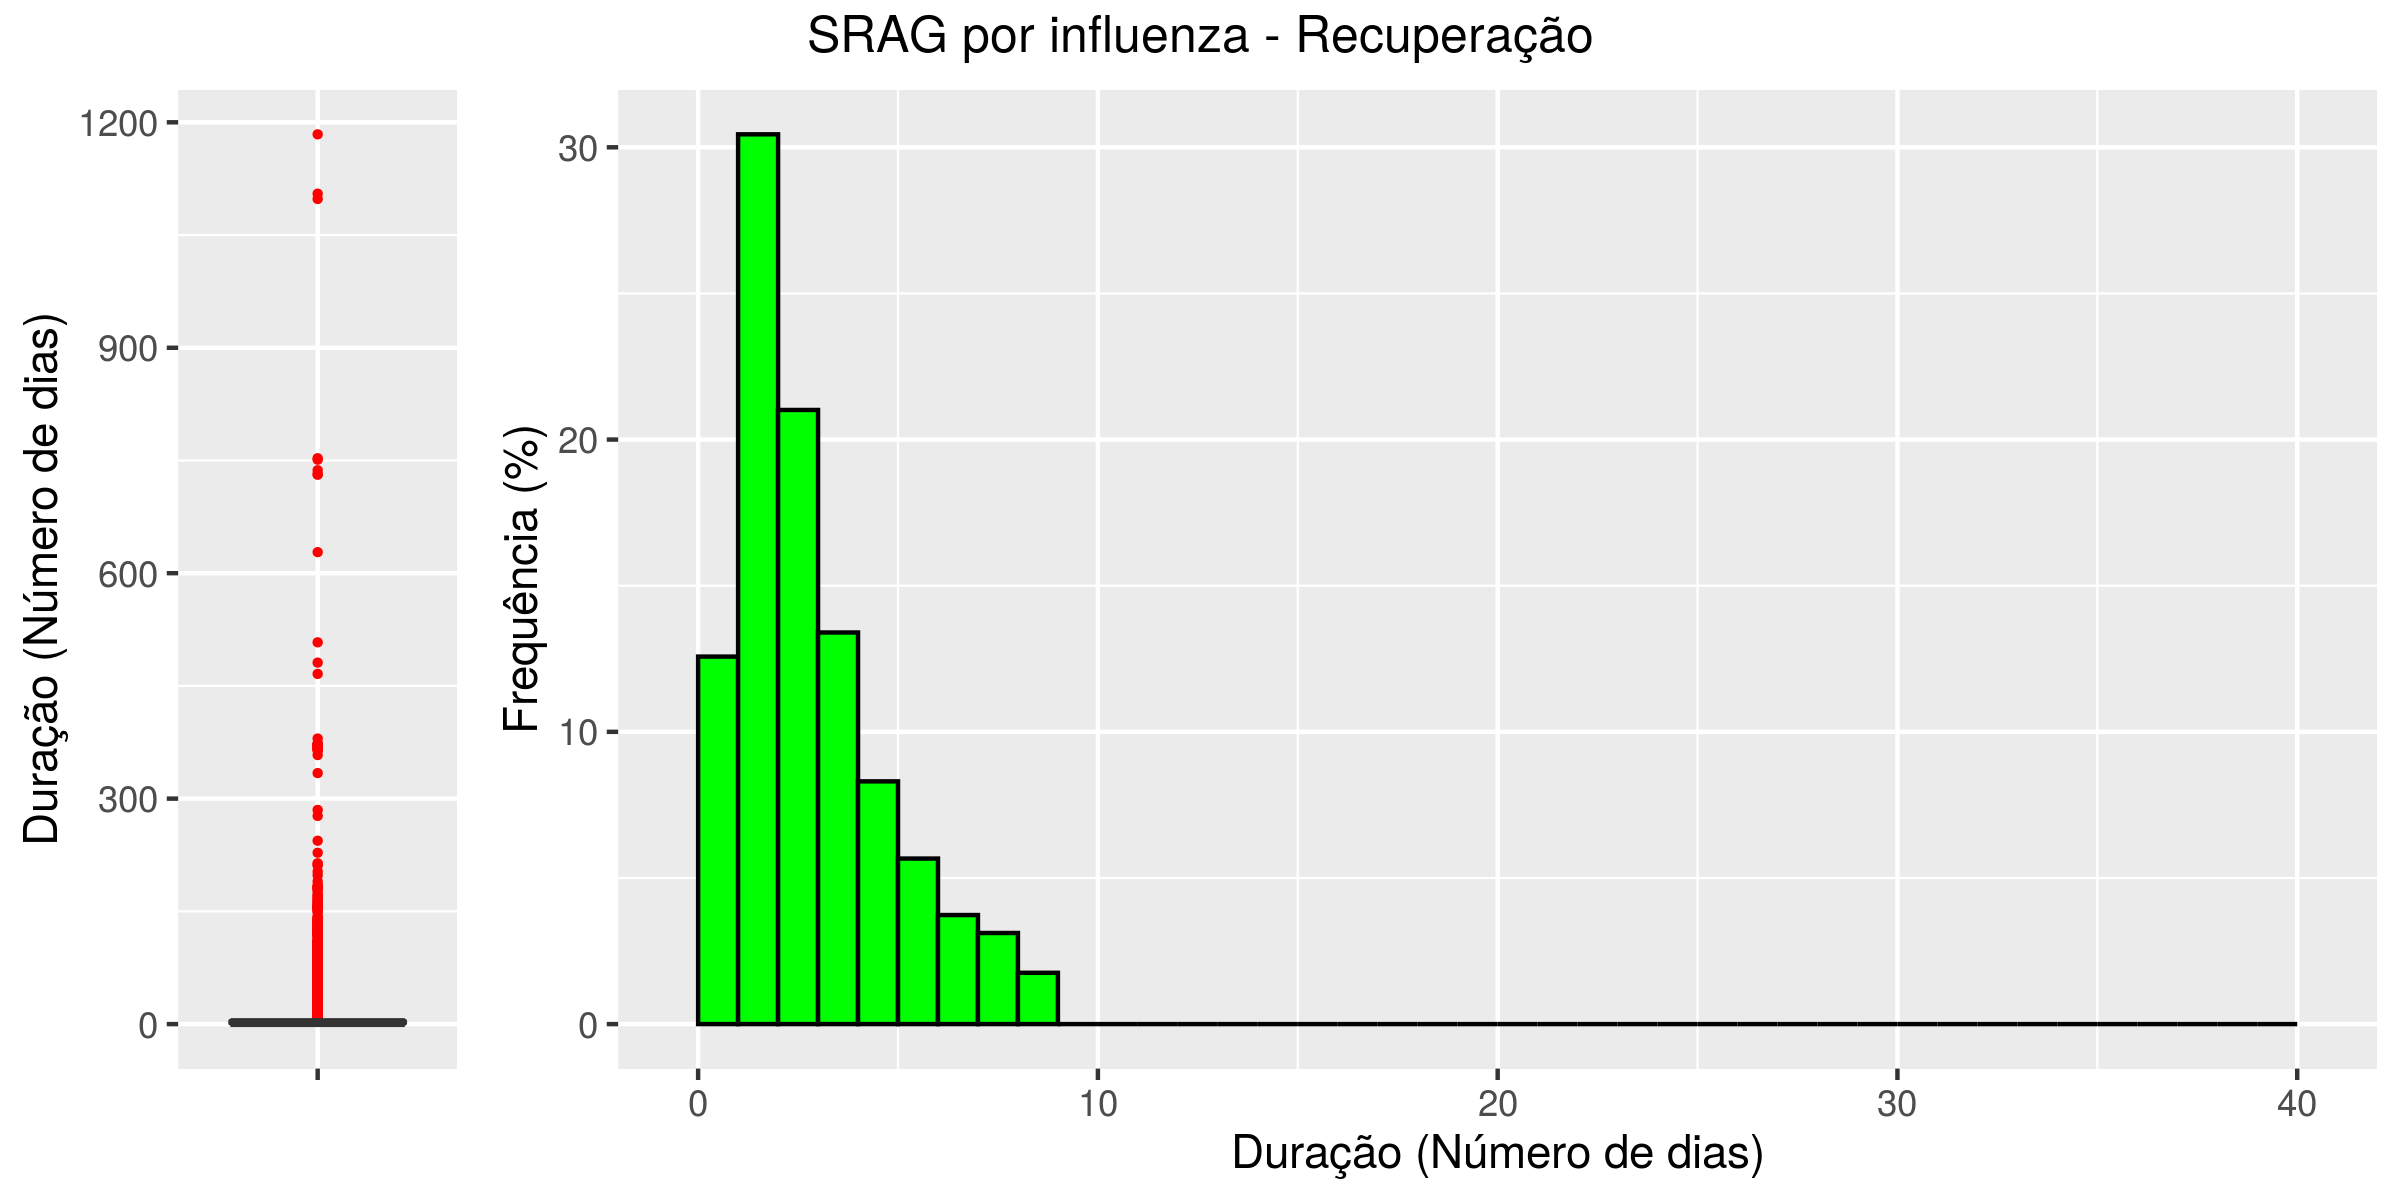 SRAG por influenza - Recuperação
Duração (Número de dias)
1200
900
600
300
0
Frequência (%)
30
20
10
0
0 10 20 30 40
Duração (Número de dias)